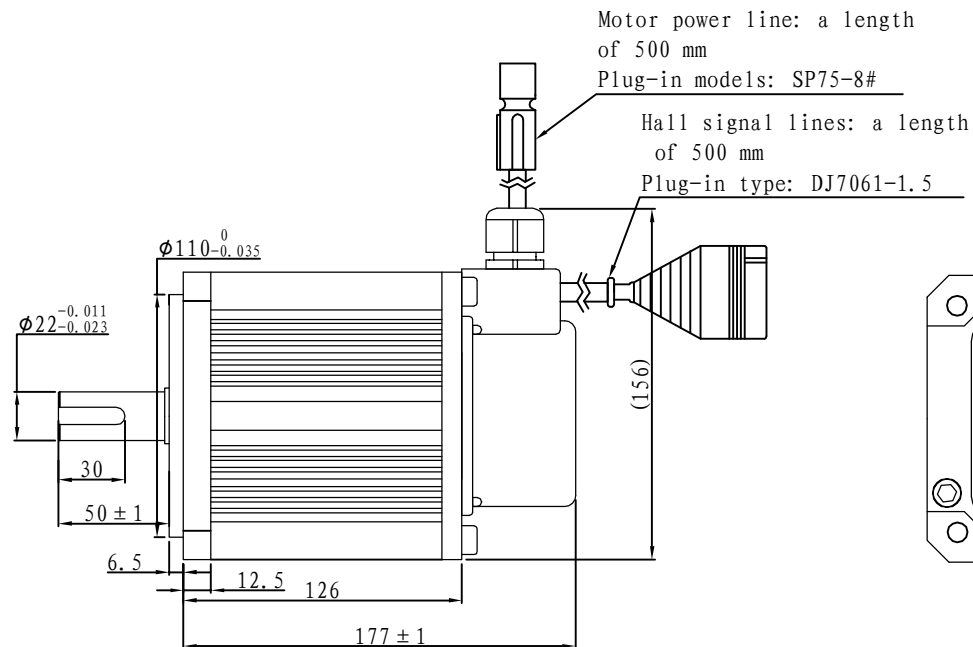 Motor power line: a length
of 500 mm
Plug-in models: SP75-8#
Hall signal lines: a length
of 500 mm
Plug-in type: DJ7061-1.5
ϕ110 0 -0.035
ϕ22 -0.011 -0.023
(156)
30
50±1
6.5
12.5
126
177±1